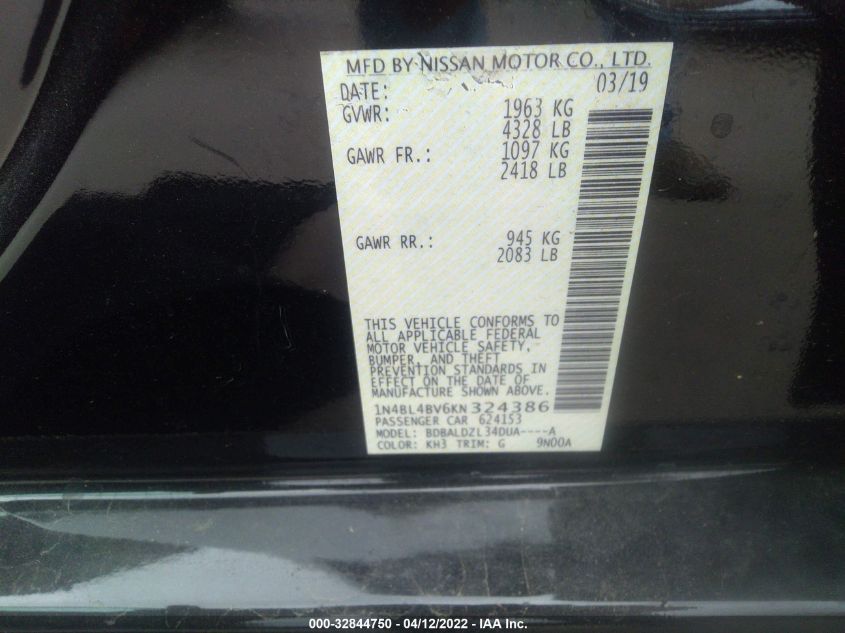 MFD BY NISSAN MOTOR CO., LTD.
DATE: 03/19
GVWR: 1963 KG
4328 LB
GAWR FR.: 1097 KG
2418 LB
GAWR RR.: 945 KG
2083 LB
THIS VEHICLE CONFORMS TO
ALL APPLICABLE FEDERAL
MOTOR VEHICLE SAFETY,
BUMPER, AND THEFT
PREVENTION STANDARDS IN
EFFECT ON THE DATE OF
MANUFACTURE SHOWN ABOVE.
1N4BL4BV6KN324386
PASSENGER CAR 624153
MODEL: BDBALDZL34DUA----A
COLOR: KH3 TRIM: G 9N00A
000-32844750 - 04/12/2022 - IAA Inc.